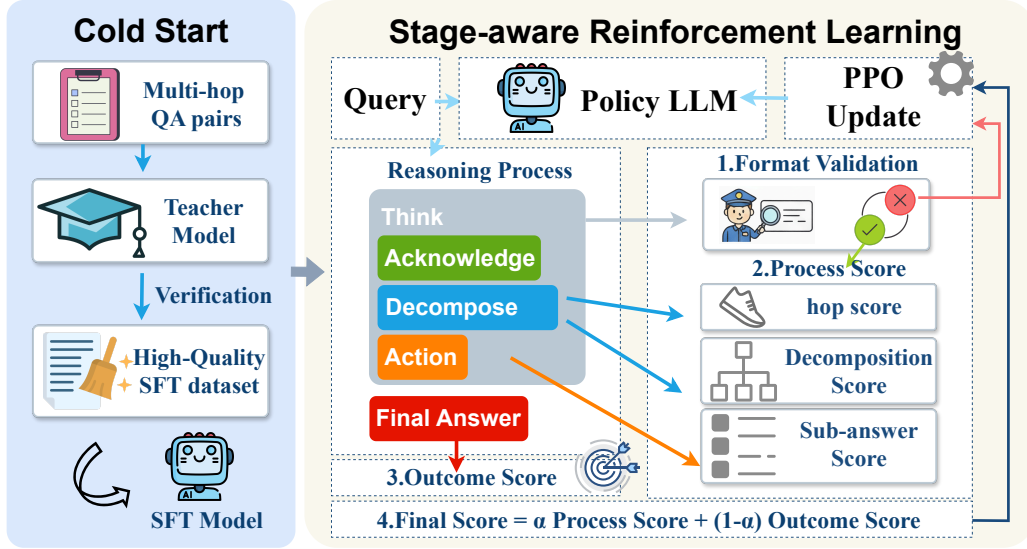 Cold Start
Multi-hop
QA pairs
Teacher
Model
Verification
High-Quality
SFT dataset
AI
SFT Model
Stage-aware Reinforcement Learning
Query
AI
Policy LLM
PPO
Update
Reasoning Process
Think
Acknowledge
Decompose
Action
Final Answer
3.Outcome Score
1.Format Validation
2.Process Score
hop score
Decomposition
Score
Sub-answer
Score
4.Final Score = α Process Score + (1-α) Outcome Score